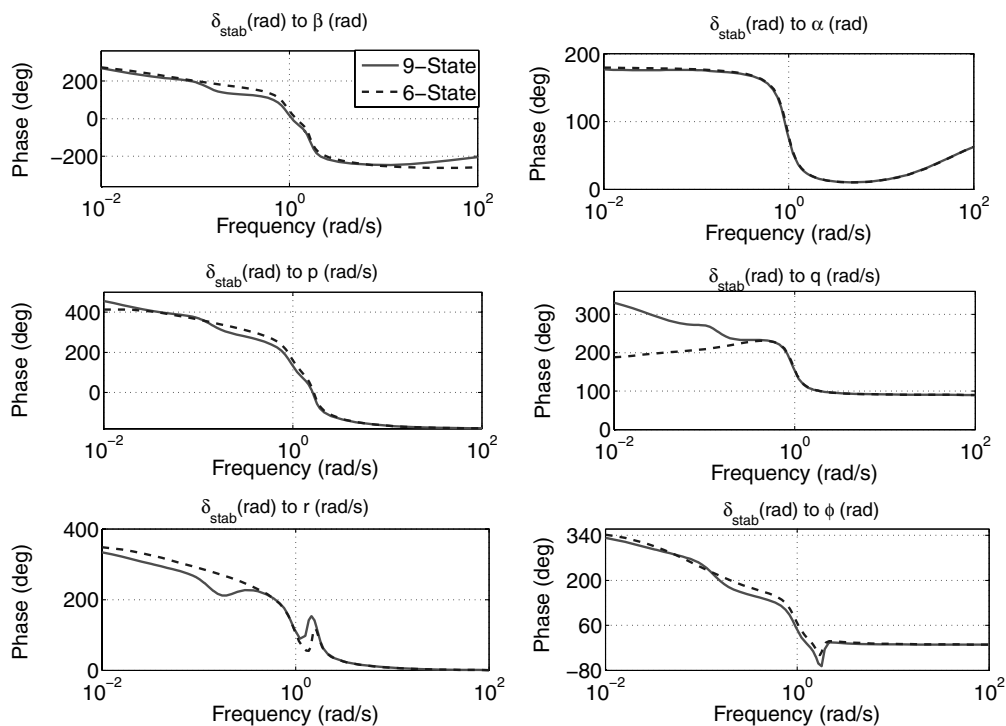 δstab(rad) to β (rad)
200
0
−200
10−2
100
102
Phase (deg)
Frequency (rad/s)
9−State
6−State
δstab(rad) to α (rad)
200
100
0
10−2
100
102
Phase (deg)
Frequency (rad/s)
δstab(rad) to p (rad/s)
400
200
0
10−2
100
102
Phase (deg)
Frequency (rad/s)
δstab(rad) to q (rad/s)
300
200
100
0
10−2
100
102
Phase (deg)
Frequency (rad/s)
δstab(rad) to r (rad/s)
400
200
0
10−2
100
102
Phase (deg)
Frequency (rad/s)
δstab(rad) to ϕ (rad)
340
200
60
−80
10−2
100
102
Phase (deg)
Frequency (rad/s)